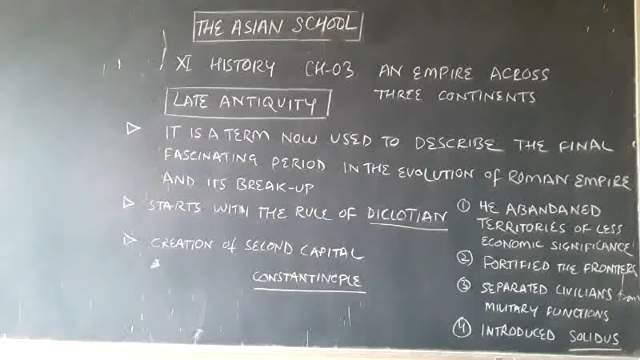 THE ASIAN SCHOOL
XI HISTORY CH-03 AN EMPIRE ACROSS
THREE CONTINENTS
LATE ANTIQUITY
IT IS A TERM NOW USED TO DESCRIBE THE FINAL
FASCINATING PERIOD IN THE EVOLUTION OF ROMAN EMPIRE
AND ITS BREAK-UP
STARTS WITH THE RULE OF DICLOTIAN
CREATION OF SECOND CAPITAL
CONSTANTINEPLE
① HE ABANDANED
TERRITORIES OF LESS
ECONOMIC SIGNIFICANCE
② FORTIFIED THE FRONTIERS
③ SEPARATED CIVILIANS from
MILITARY FUNCTIONS
④ INTRODUCED SOLIDUS